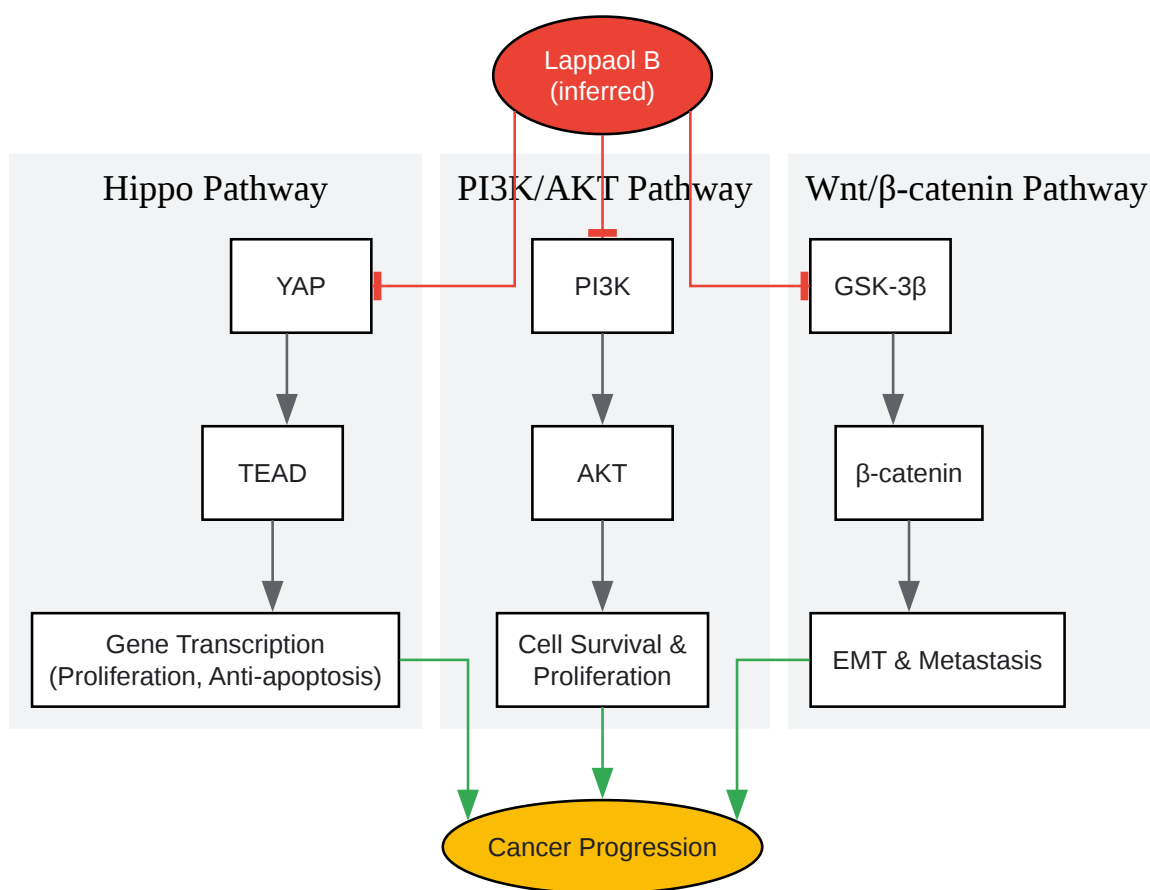 Lappaol B
(inferred)
Hippo Pathway
PI3K/AKT Pathway
Wnt/β-catenin Pathway
YAP
PI3K
GSK-3β
TEAD
AKT
β-catenin
Gene Transcription
(Proliferation, Anti-apoptosis)
Cell Survival &
Proliferation
EMT & Metastasis
Cancer Progression